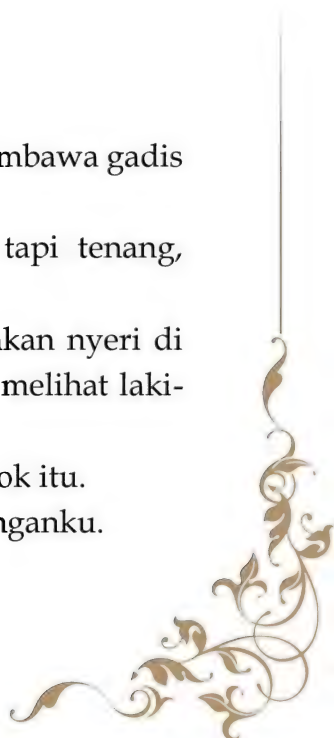 mbawa gadis
tapi tenang,
kan nyeri di
melihat laki-
ok itu.
nganku.